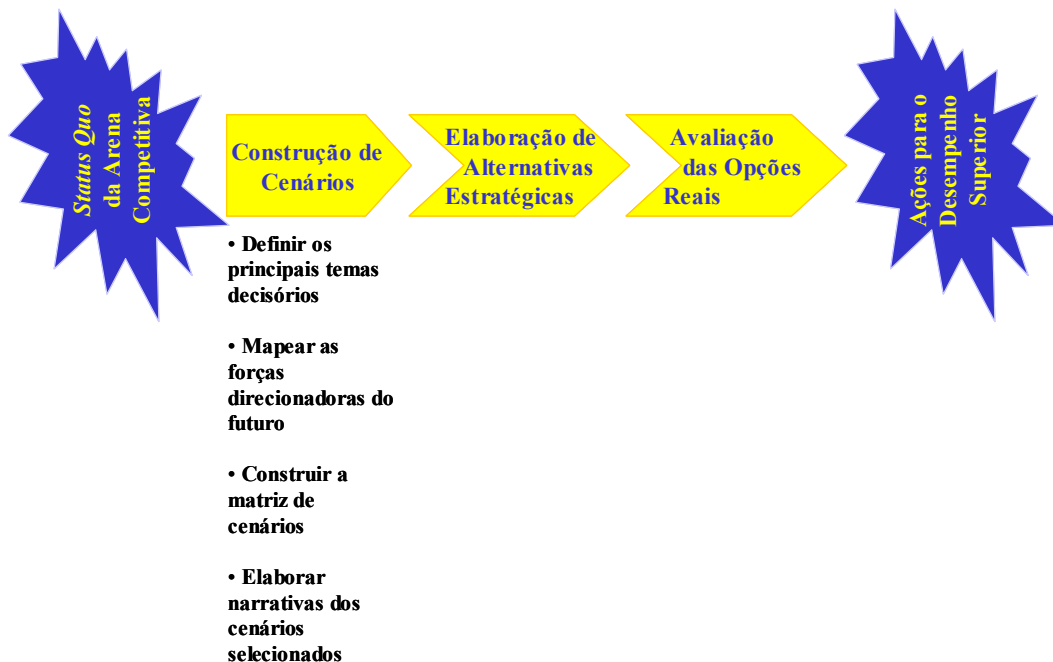 Status Quo
da Arena
Competitiva
Construção de
Cenários
Elaboração de
Alternativas
Estratégicas
Avaliação
das Opções
Reais
Ações para o
Desempenho
Superior
• Definir os
principais temas
decisórios
• Mapear as
forças
direcionadoras do
futuro
• Construir a
matriz de
cenários
• Elaborar
narrativas dos
cenários
selecionados